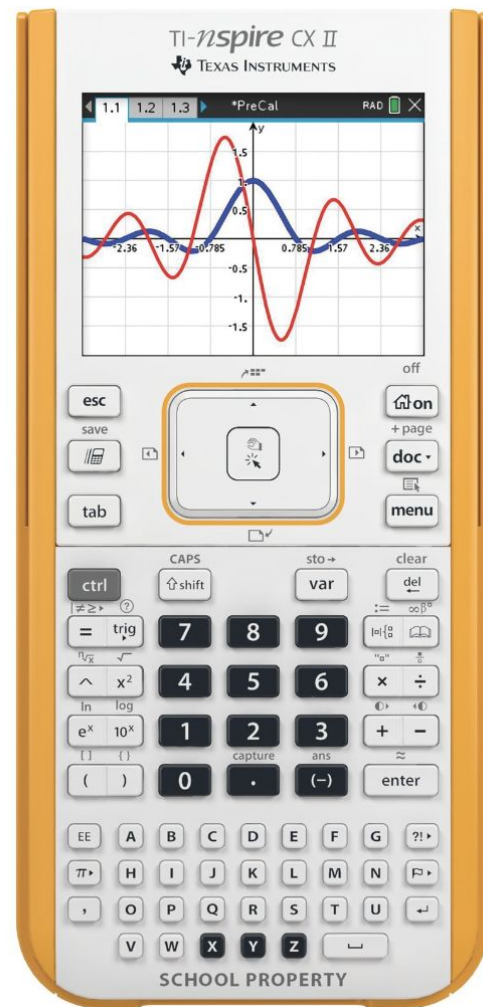 TI-nspire CX II
TEXAS INSTRUMENTS
1.1 1.2 1.3 *PreCal RAD
y
1.5
1.
0.5
x
-2.36 -1.57 -0.785 0.785 1.57 2.36
-0.5
-1.
-1.5
off
esc on
save + page
doc
tab menu
CAPS sto→ clear
ctrl ⇧shift var del
|≠≥▸ ? := ∞β°
= trig 7 8 9
ⁿ√x √ "▫"
^ x² 4 5 6 × ÷
ln log
eˣ 10ˣ 1 2 3 + −
[ ] { } capture ans ≈
( ) 0 . (−) enter
EE A B C D E F G ?!▸
π▸ H I J K L M N
, O P Q R S T U ↵
V W X Y Z
SCHOOL PROPERTY